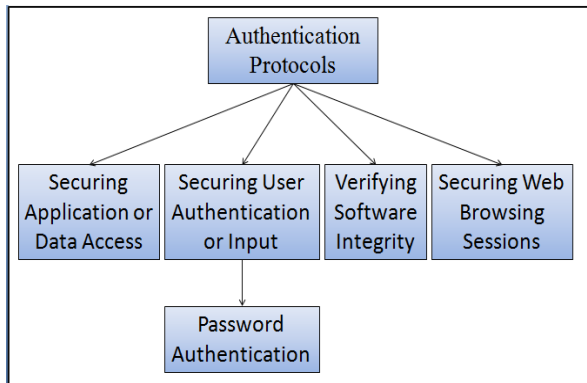 Authentication
Protocols
Securing
Application or
Data Access
Securing User
Authentication
or Input
Verifying
Software
Integrity
Securing Web
Browsing
Sessions
Password
Authentication